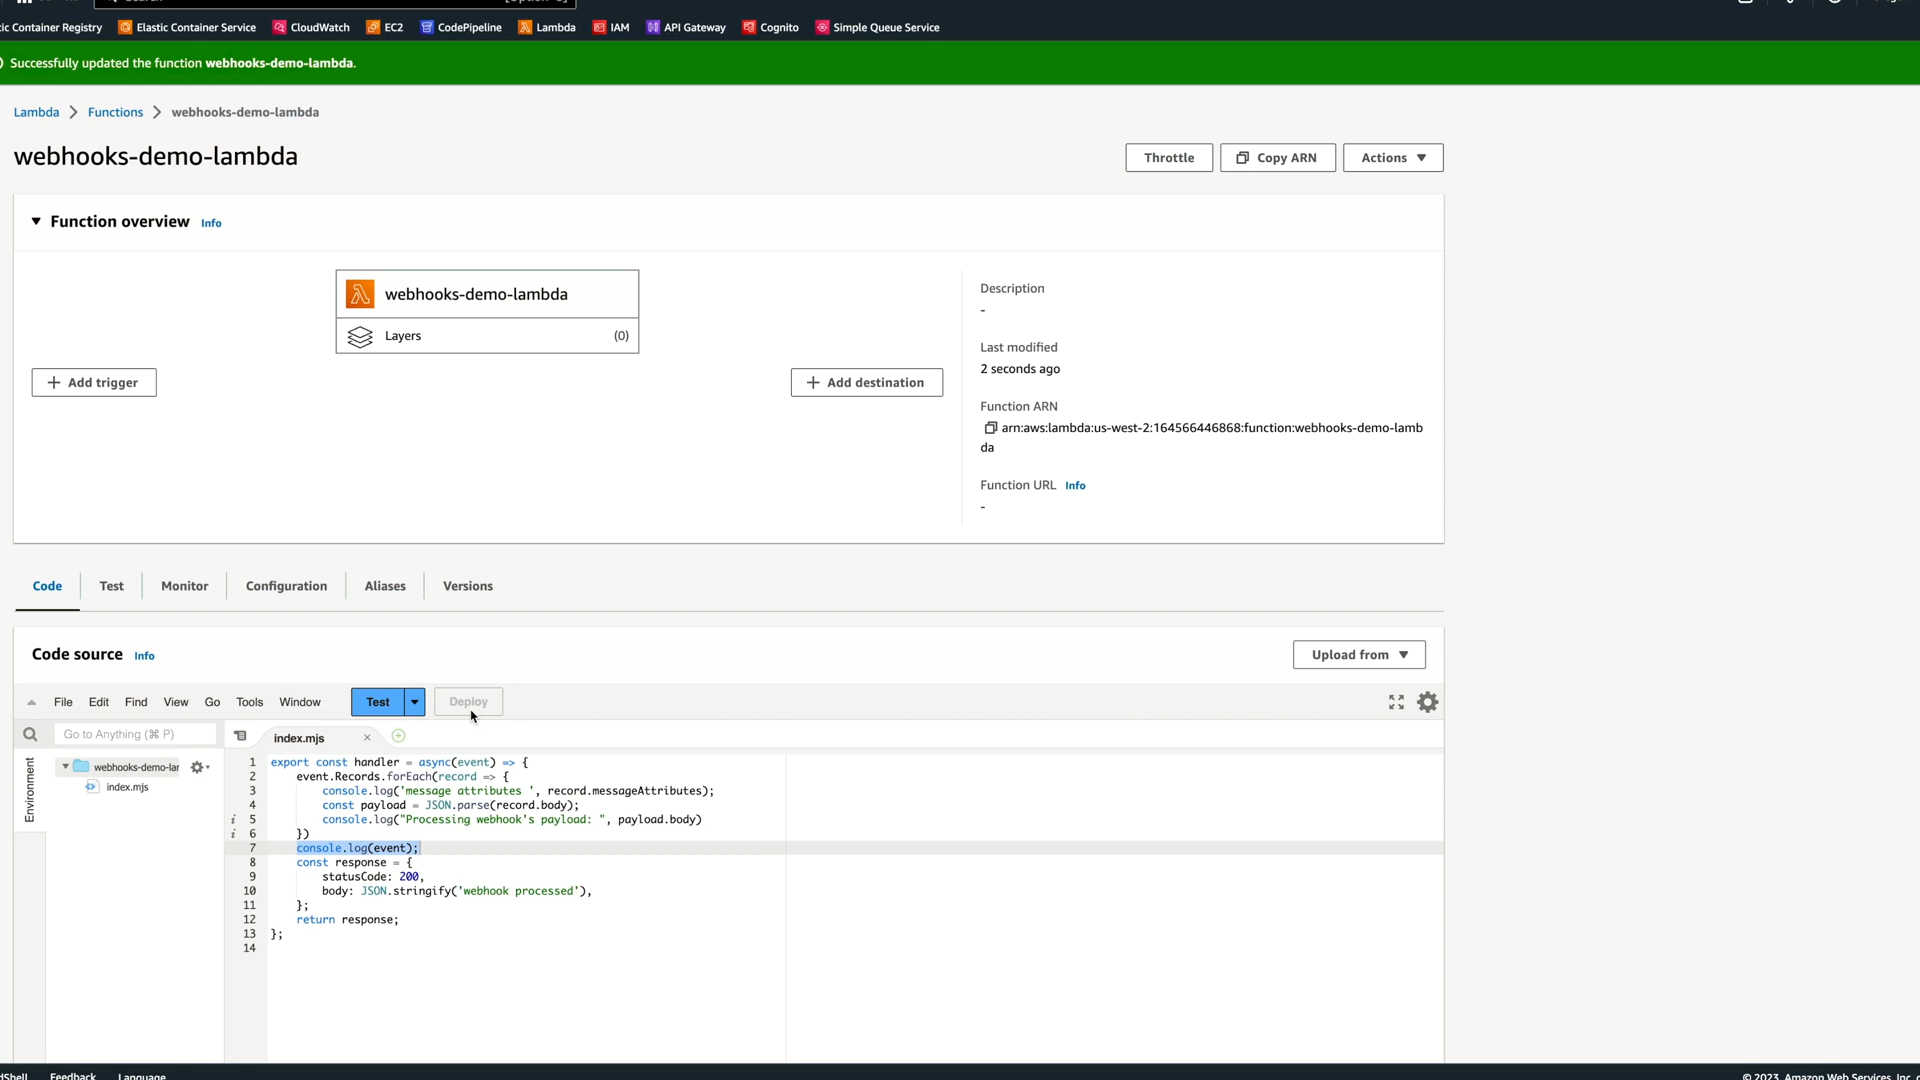 ic Container Registry Elastic Container Service CloudWatch EC2 CodePipeline Lambda IAM API Gateway Cognito Simple Queue Service
Successfully updated the function webhooks-demo-lambda.
Lambda Functions webhooks-demo-lambda
webhooks-demo-lambda
Throttle Copy ARN Actions
Function overview Info
webhooks-demo-lambda
Layers (0)
Add trigger
Add destination
Description
-
Last modified
2 seconds ago
Function ARN
arn:aws:lambda:us-west-2:164566446868:function:webhooks-demo-lamb
da
Function URL Info
-
Code Test Monitor Configuration Aliases Versions
Code source Info
Upload from
File Edit Find View Go Tools Window Test Deploy
Go to Anything (⌘ P)
index.mjs
Environment
webhooks-demo-lar
index.mjs
1 export const handler = async(event) => {
2 event.Records.forEach(record => {
3 console.log('message attributes ', record.messageAttributes);
4 const payload = JSON.parse(record.body);
5 console.log("Processing webhook's payload: ", payload.body)
6 })
7 console.log(event);
8 const response = {
9 statusCode: 200,
10 body: JSON.stringify('webhook processed'),
11 };
12 return response;
13 };
14
dShell Feedback Language
© 2023, Amazon Web Services, Inc.